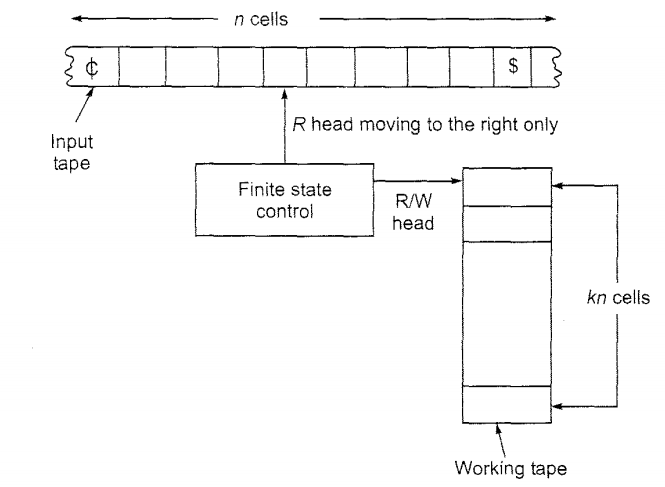 n cells
¢ $
R head moving to the right only
Input
tape
Finite state
control
R/W
head
kn cells
Working tape